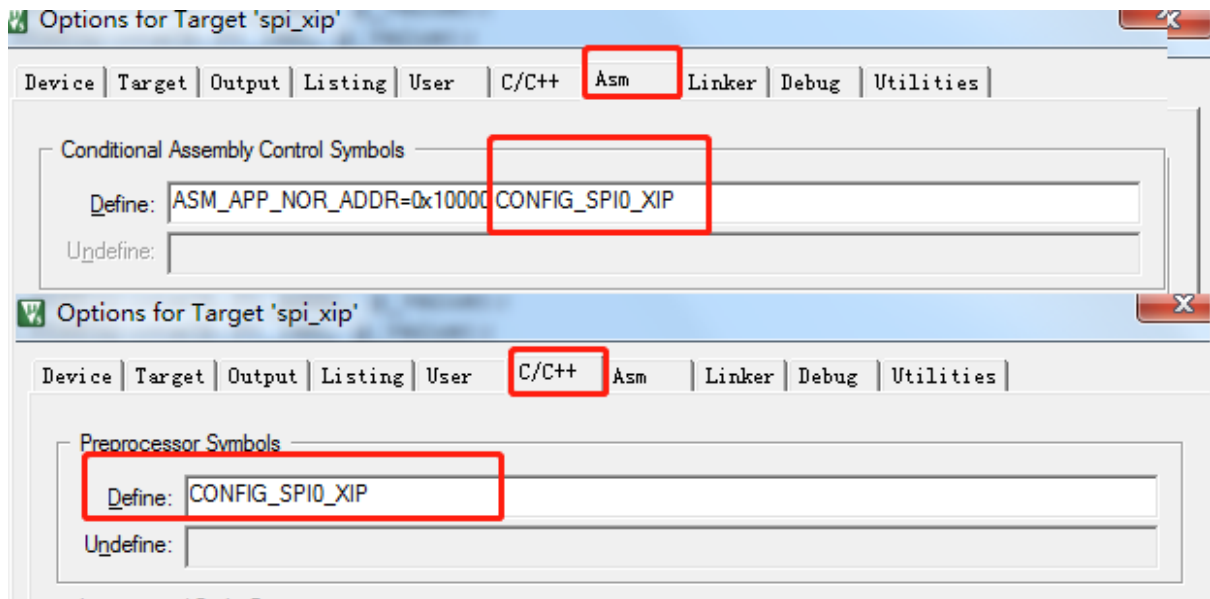 Options for Target 'spi_xip'
Device Target Output Listing User C/C++ Asm Linker Debug Utilities
Conditional Assembly Control Symbols
Define: ASM_APP_NOR_ADDR=0x10000 CONFIG_SPI0_XIP
Undefine:
Options for Target 'spi_xip'
Device Target Output Listing User C/C++ Asm Linker Debug Utilities
Preprocessor Symbols
Define: CONFIG_SPI0_XIP
Undefine: